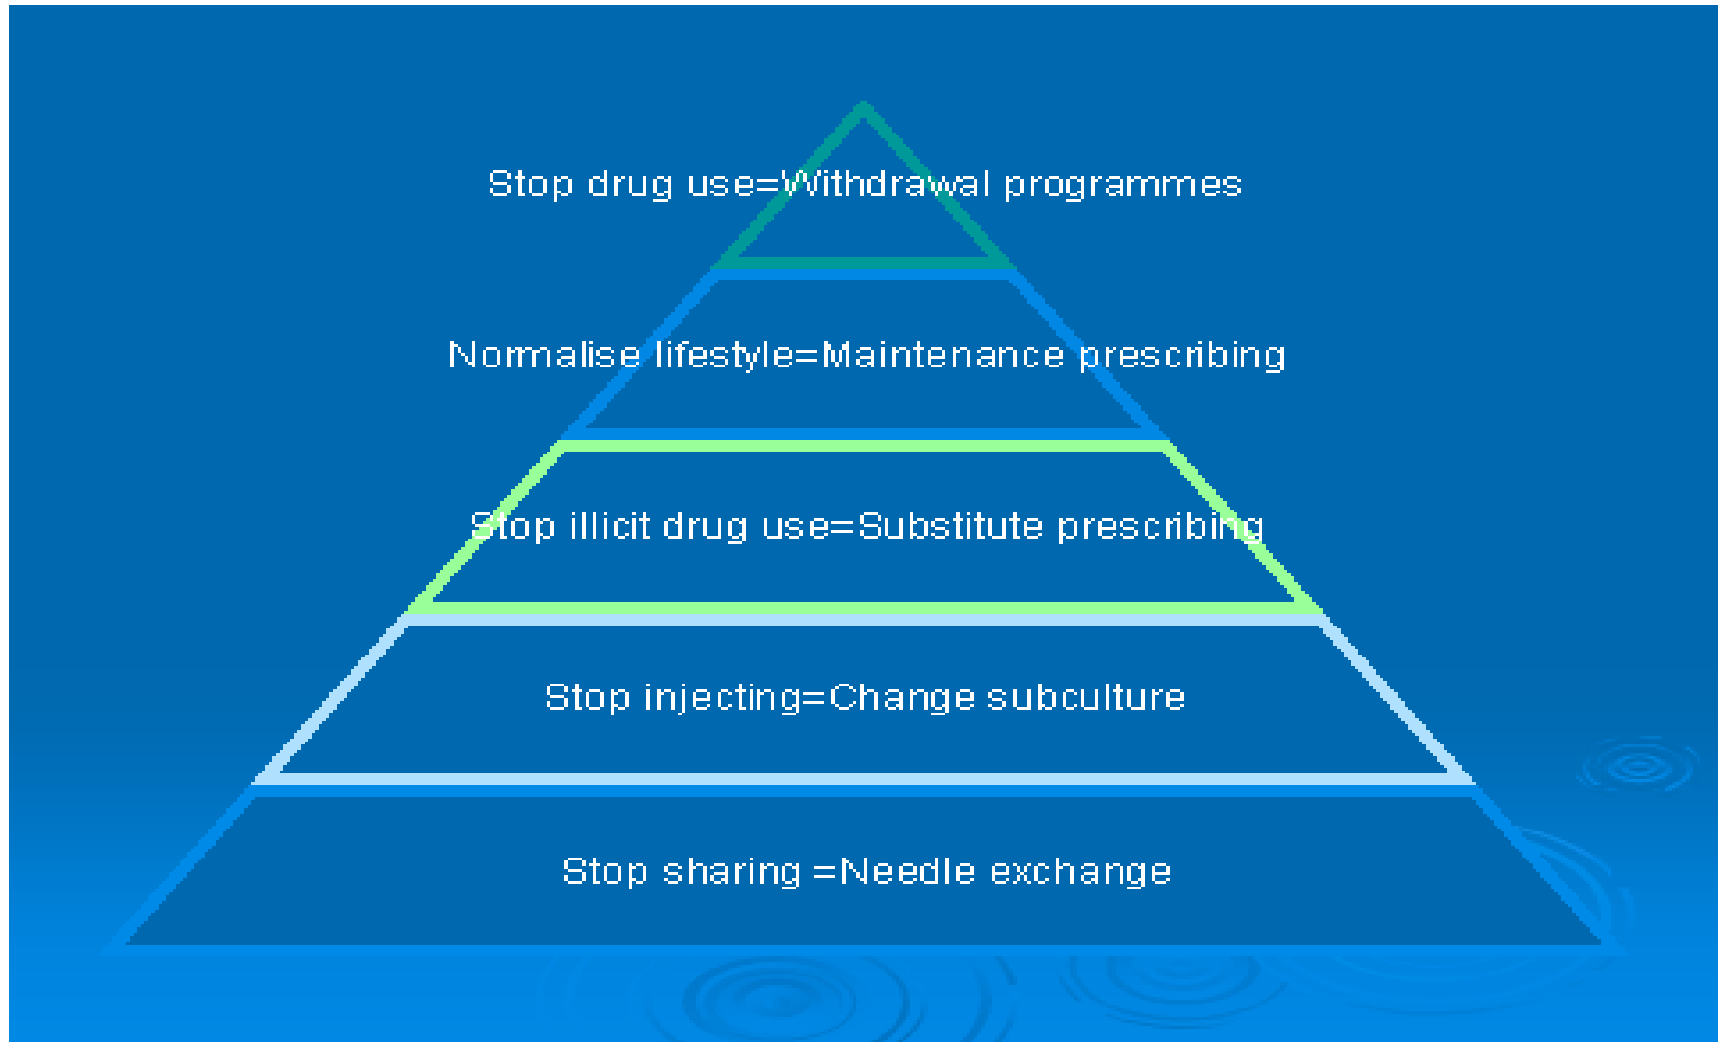 Stop drug use=Withdrawal programmes
Normalise lifestyle=Maintenance prescribing
Stop illicit drug use=Substitute prescribing
Stop injecting=Change subculture
Stop sharing =Needle exchange